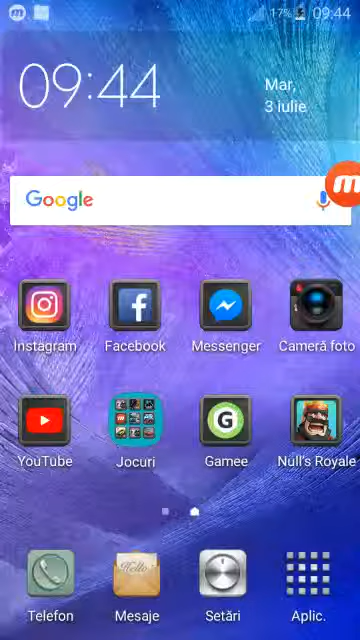 17% 09:44
09:44
Mar,
3 iulie
Google
Instagram
Facebook
Messenger
Cameră foto
YouTube
Jocuri
G
Gamee
Null's Royale
Hello!
Telefon
Mesaje
Setări
Aplic.